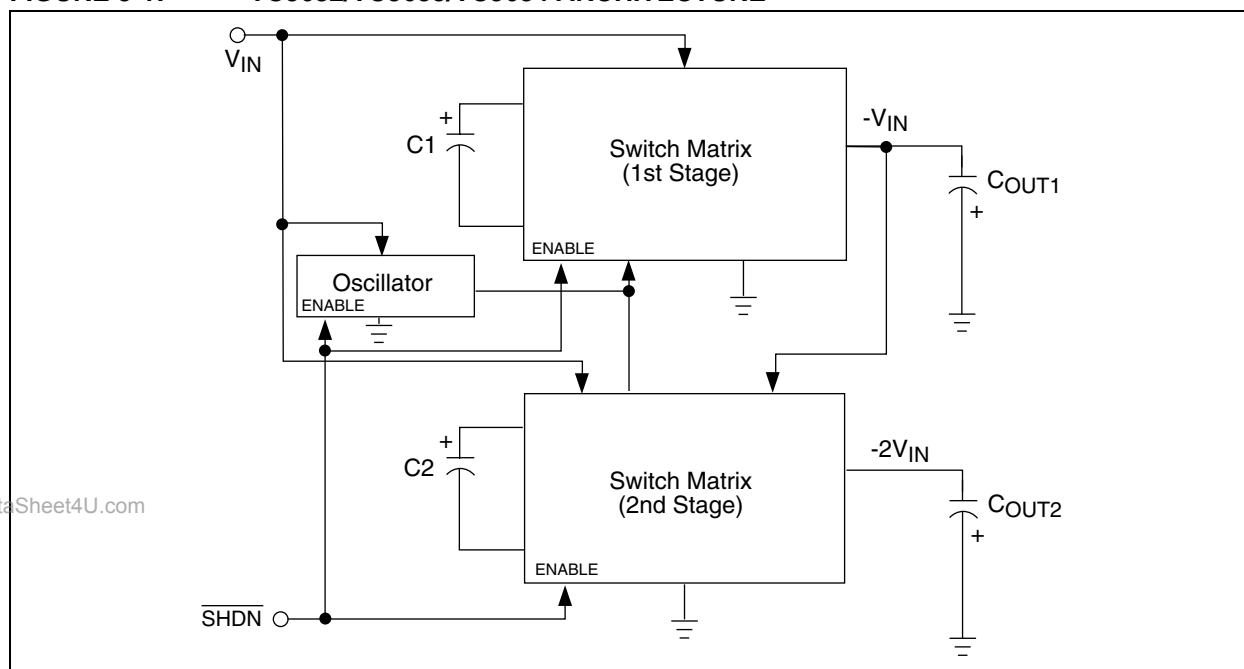 V_IN
Switch Matrix
(1st Stage)
ENABLE
+
C1
-V_IN
C_OUT1
+
Oscillator
ENABLE
Switch Matrix
(2nd Stage)
ENABLE
+
C2
-2V_IN
C_OUT2
+
taSheet4U.com
SHDN